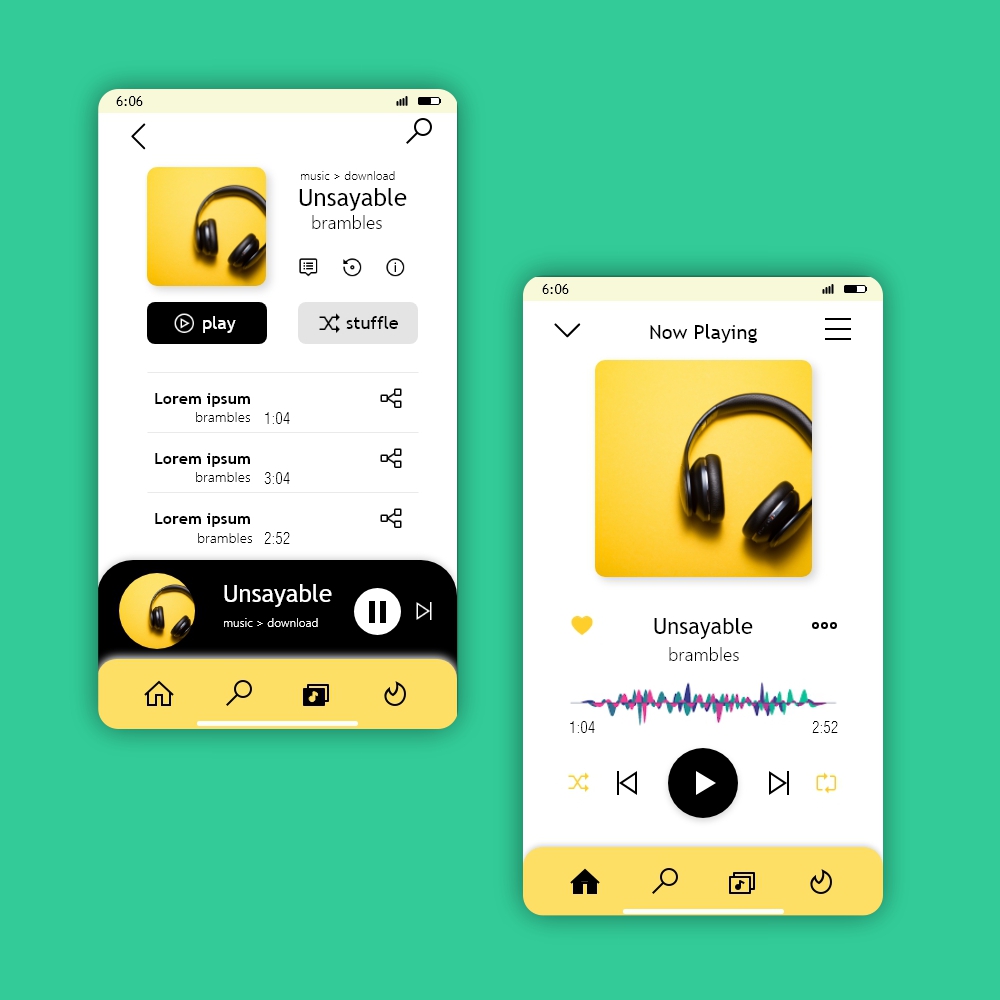 6:06
music > download
Unsayable
brambles
play
stuffle
Lorem ipsum
brambles 1:04
Lorem ipsum
brambles 3:04
Lorem ipsum
brambles 2:52
Unsayable
music > download
6:06
Now Playing
Unsayable
brambles
1:04 2:52